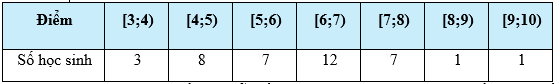 Điểm [3;4) [4;5) [5;6) [6;7) [7;8) [8;9) [9;10)
Số học sinh 3 8 7 12 7 1 1